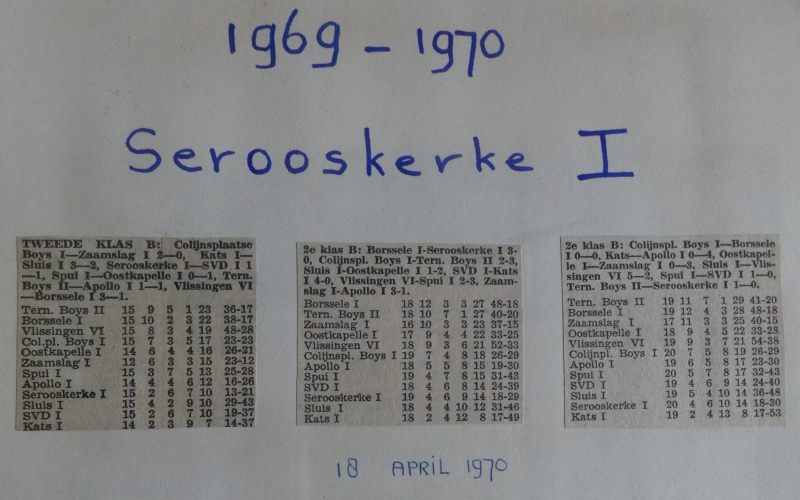 1969 - 1970
Serooskerke I
TWEEDE KLAS B: Colijnsplaatse
Boys I—Zaamslag I 2—0, Kats I—
Sluis I 3—2, Serooskerke I—SVD I 1
—1, Spui I—Oostkapelle I 0—1, Tern.
Boys II—Apollo I 1—1, Vlissingen VI
—Borssele I 3—1.
Tern. Boys II 15 9 5 1 23 36-17
Borssele I 15 10 2 3 22 38-17
Vlissingen VI 15 8 3 4 19 48-28
Col.pl. Boys I 15 7 3 5 17 23-23
Oostkapelle I 14 6 4 4 16 26-21
Zaamslag I 12 6 3 3 15 23-12
Spui I 15 3 7 5 13 25-28
Apollo I 14 4 4 6 12 16-26
Serooskerke I 15 2 6 7 10 13-21
Sluis I 15 4 2 9 10 29-43
SVD I 15 2 6 7 10 19-37
Kats I 14 2 3 9 7 14-37
2e klas B: Borssele I-Serooskerke I 3-
0, Colijnspl. Boys I-Tern. Boys II 2-3,
Sluis I-Oostkapelle I 1-2, SVD I-Kats
I 4-0, Vlissingen VI-Spui I 2-3, Zaam-
slag I-Apollo I 3-1.
Borssele I 18 12 3 3 27 48-18
Tern. Boys II 18 10 7 1 27 40-20
Zaamslag I 16 10 3 3 23 37-15
Oostkapelle I 17 9 4 4 22 33-25
Vlissingen VI 18 9 3 6 21 52-33
Colijnspl. Boys I 19 7 4 8 18 26-29
Apollo I 18 5 5 8 15 19-30
Spui I 19 4 7 8 15 31-43
SVD I 18 4 6 8 14 24-39
Serooskerke I 19 4 6 9 14 18-29
Sluis I 18 4 4 10 12 31-46
Kats I 18 2 4 12 8 17-49
2e klas B: Colijnspl. Boys I—Borssele
I 0—0, Kats—Apollo I 0—4, Oostkapel-
le I—Zaamslag I 0—3, Sluis I—Vlis-
singen VI 5—2, Spui I—SVD I 1—0,
Tern. Boys II—Serooskerke I 1—0.
Tern. Boys II 19 11 7 1 29 41-20
Borssele I 19 12 4 3 28 48-18
Zaamslag I 17 11 3 3 25 40-15
Oostkapelle I 18 9 4 5 22 33-28
Vlissingen VI 19 9 3 7 21 54-38
Colijnpl. Boys I 20 7 5 8 19 26-29
Apollo I 19 6 5 8 17 23-30
Spui I 20 5 7 8 17 32-43
SVD I 19 4 6 9 14 24-40
Sluis I 19 5 4 10 14 36-48
Serooskerke I 20 4 6 10 14 18-30
Kats I 19 2 4 13 8 17-53
18 APRIL 1970